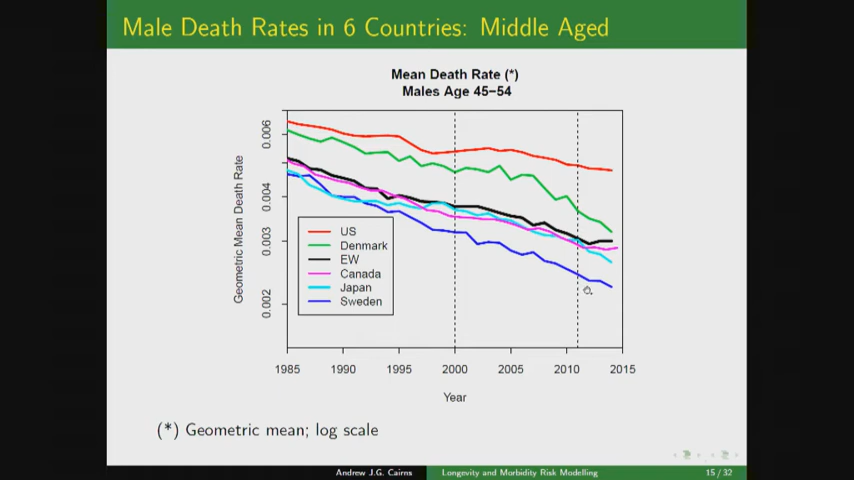 Male Death Rates in 6 Countries: Middle Aged
Mean Death Rate (*)
Males Age 45−54
Geometric Mean Death Rate
0.006
0.004
0.003
0.002
US
Denmark
EW
Canada
Japan
Sweden
1985 1990 1995 2000 2005 2010 2015
Year
(*) Geometric mean; log scale
Andrew J.G. Cairns Longevity and Morbidity Risk Modelling 15 / 32